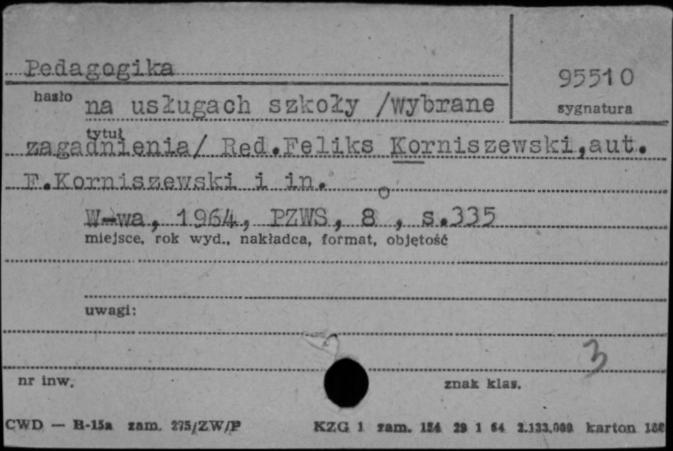 Pedagogika
95510
hasło
sygnatura
na usługach szkoły /wybrane
tytuł
zagadnienia/ Red.Feliks Korniszewski,aut.
F.Korniszewski i in.
W-wa, 1964, PZWS, 8°, s.335
miejsce, rok wyd., nakładca, format, objętość
uwagi:
3
nr inw.
znak klas.
CWD — B-15a zam. 275/ZW/P
KZG 1 zam. 184 29 1 64 2.133.000 karton